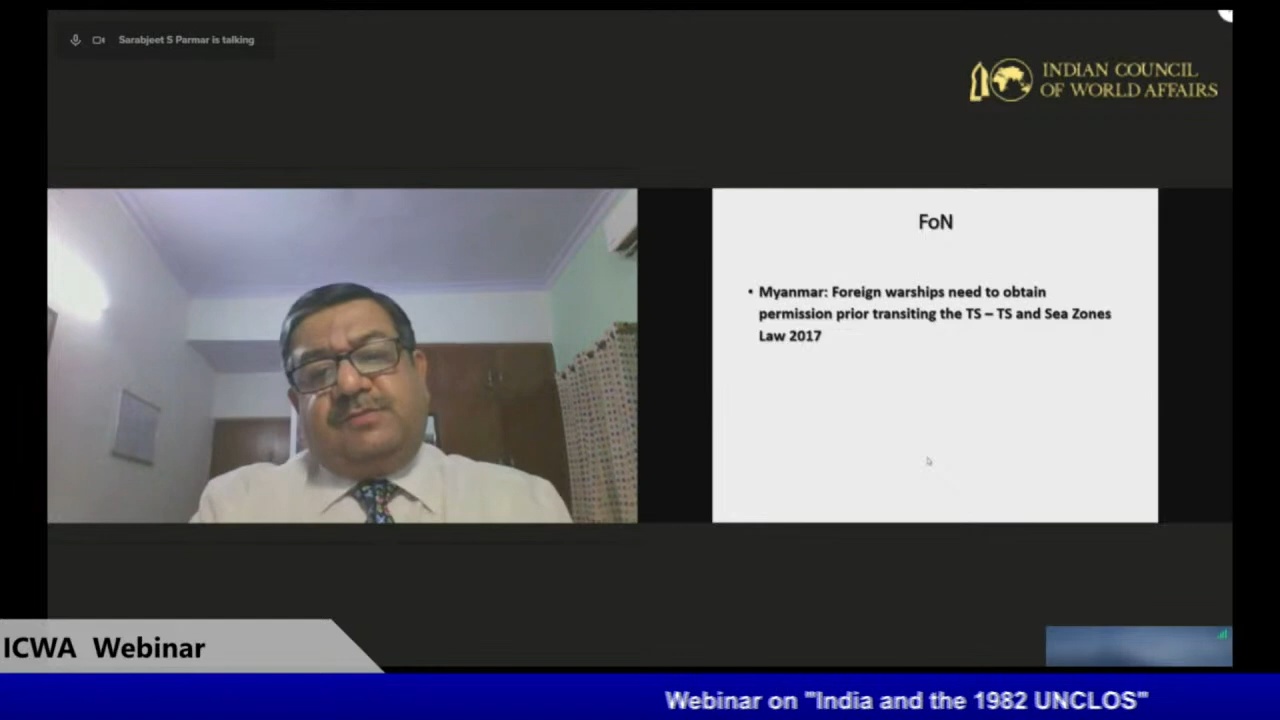 Sarabjeet S Parmar is talking
INDIAN COUNCIL
OF WORLD AFFAIRS
FoN
• Myanmar: Foreign warships need to obtain
permission prior transiting the TS – TS and Sea Zones
Law 2017
ICWA Webinar
Webinar on "India and the 1982 UNCLOS"